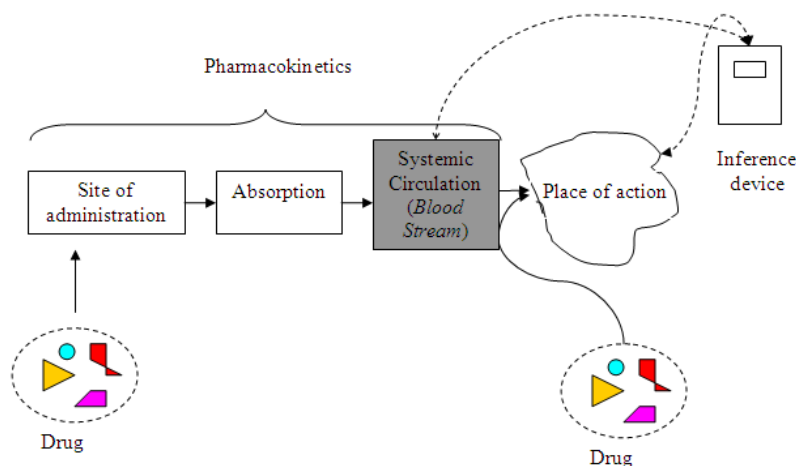 Pharmacokinetics
Site of
administration
Absorption
Systemic
Circulation
(Blood
Stream)
Place of action
Inference
device
Drug
Drug